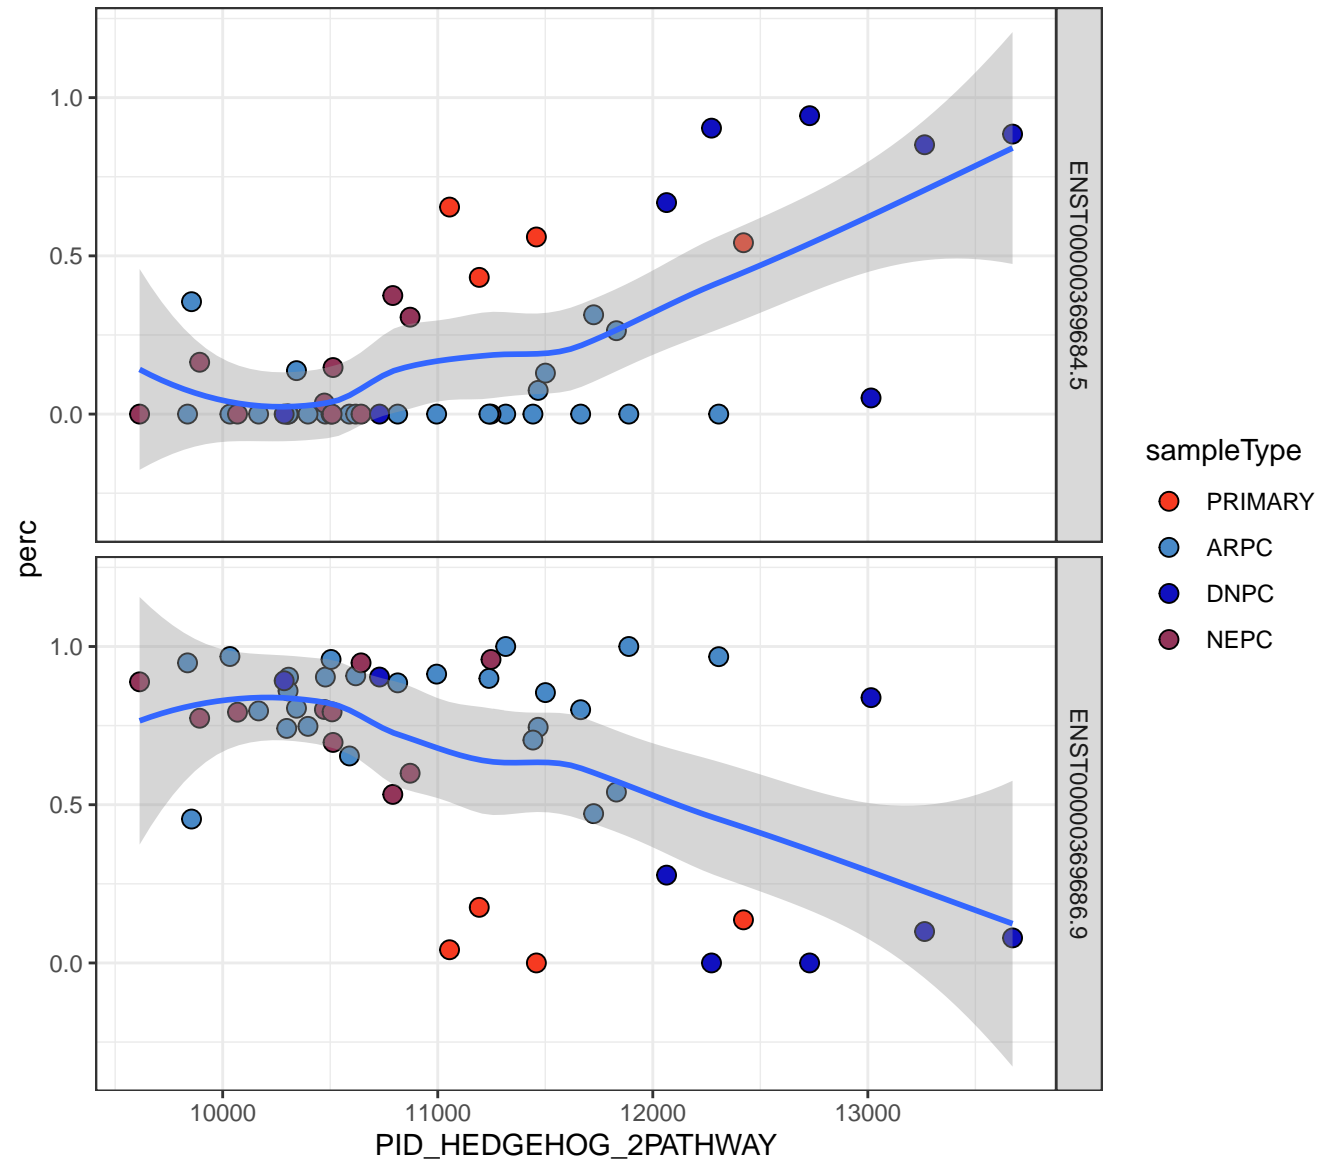 1.0
0.5
0.0
ENST00000369684.5
1.0
0.5
0.0
ENST00000369686.9
perc
10000 11000 12000 13000
PID_HEDGEHOG_2PATHWAY
sampleType
PRIMARY
ARPC
DNPC
NEPC